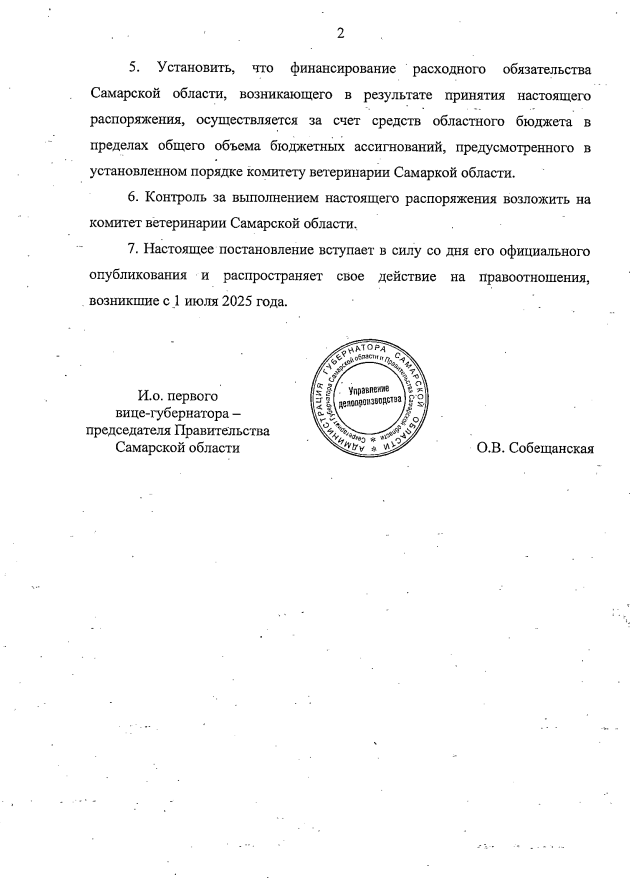 2
5. Установить, что финансирование расходного обязательства
Самарской области, возникающего в результате принятия настоящего
распоряжения, осуществляется за счет средств областного бюджета в
пределах общего объема бюджетных ассигнований, предусмотренного в
установленном порядке комитету ветеринарии Самаркой области.
6. Контроль за выполнением настоящего распоряжения возложить на
комитет ветеринарии Самарской области.
7. Настоящее постановление вступает в силу со дня его официального
опубликования и распространяет свое действие на правоотношения,
возникшие с 1 июля 2025 года.
И.о. первого
вице-губернатора –
председателя Правительства
Самарской области
АДМИНИСТРАЦИЯ ГУБЕРНАТОРА САМАРСКОЙ ОБЛАСТИ
Секретариат Губернатора Самарской области и Правительства Самарской области
Управление
делопроизводства
О.В. Собещанская